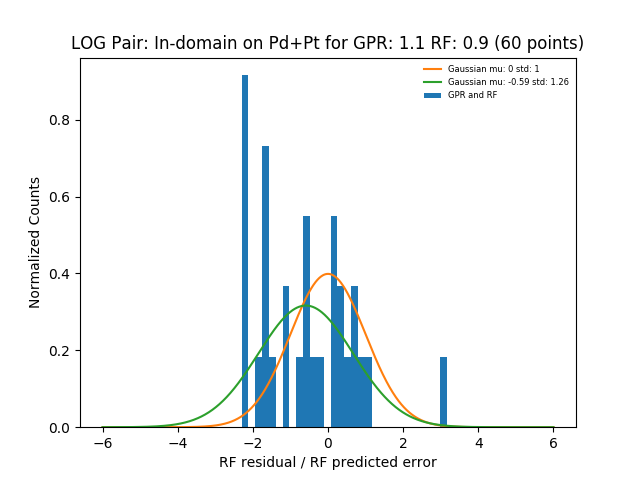 LOG Pair: In-domain on Pd+Pt for GPR: 1.1 RF: 0.9 (60 points)
Gaussian mu: 0 std: 1
Gaussian mu: -0.59 std: 1.26
GPR and RF
Normalized Counts
0.8
0.6
0.4
0.2
0.0
−6 −4 −2 0 2 4 6
RF residual / RF predicted error